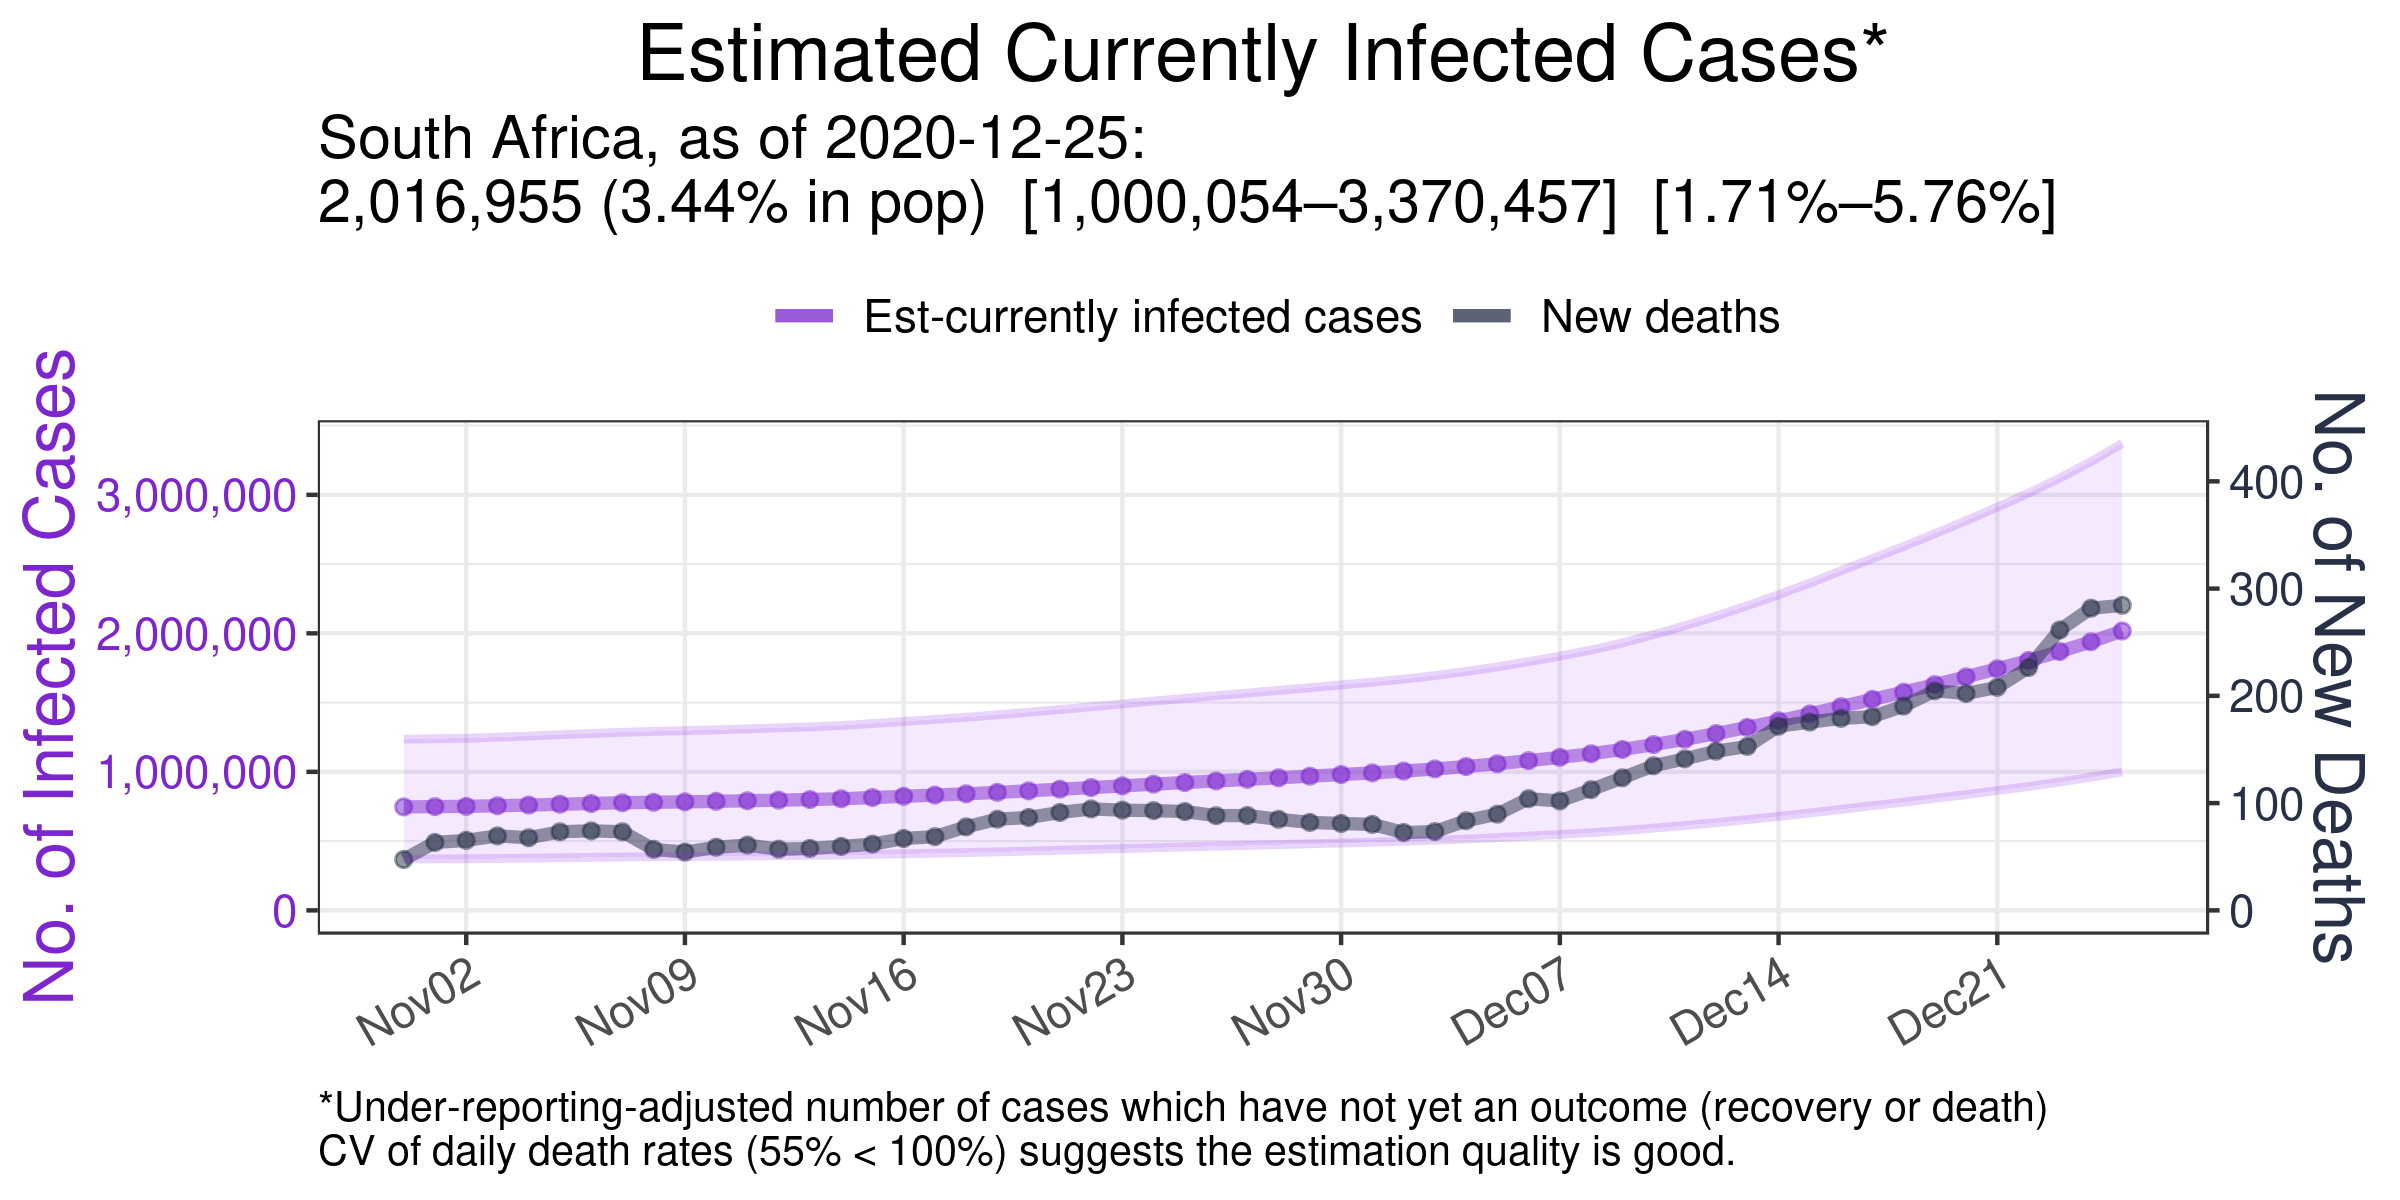 Estimated Currently Infected Cases*
South Africa, as of 2020-12-25:
2,016,955 (3.44% in pop)  [1,000,054–3,370,457]  [1.71%–5.76%]
Est-currently infected cases
New deaths
No. of Infected Cases
3,000,000
2,000,000
1,000,000
0
400
300
200
100
0
No. of New Deaths
Nov02
Nov09
Nov16
Nov23
Nov30
Dec07
Dec14
Dec21
*Under-reporting-adjusted number of cases which have not yet an outcome (recovery or death)
CV of daily death rates (55% < 100%) suggests the estimation quality is good.